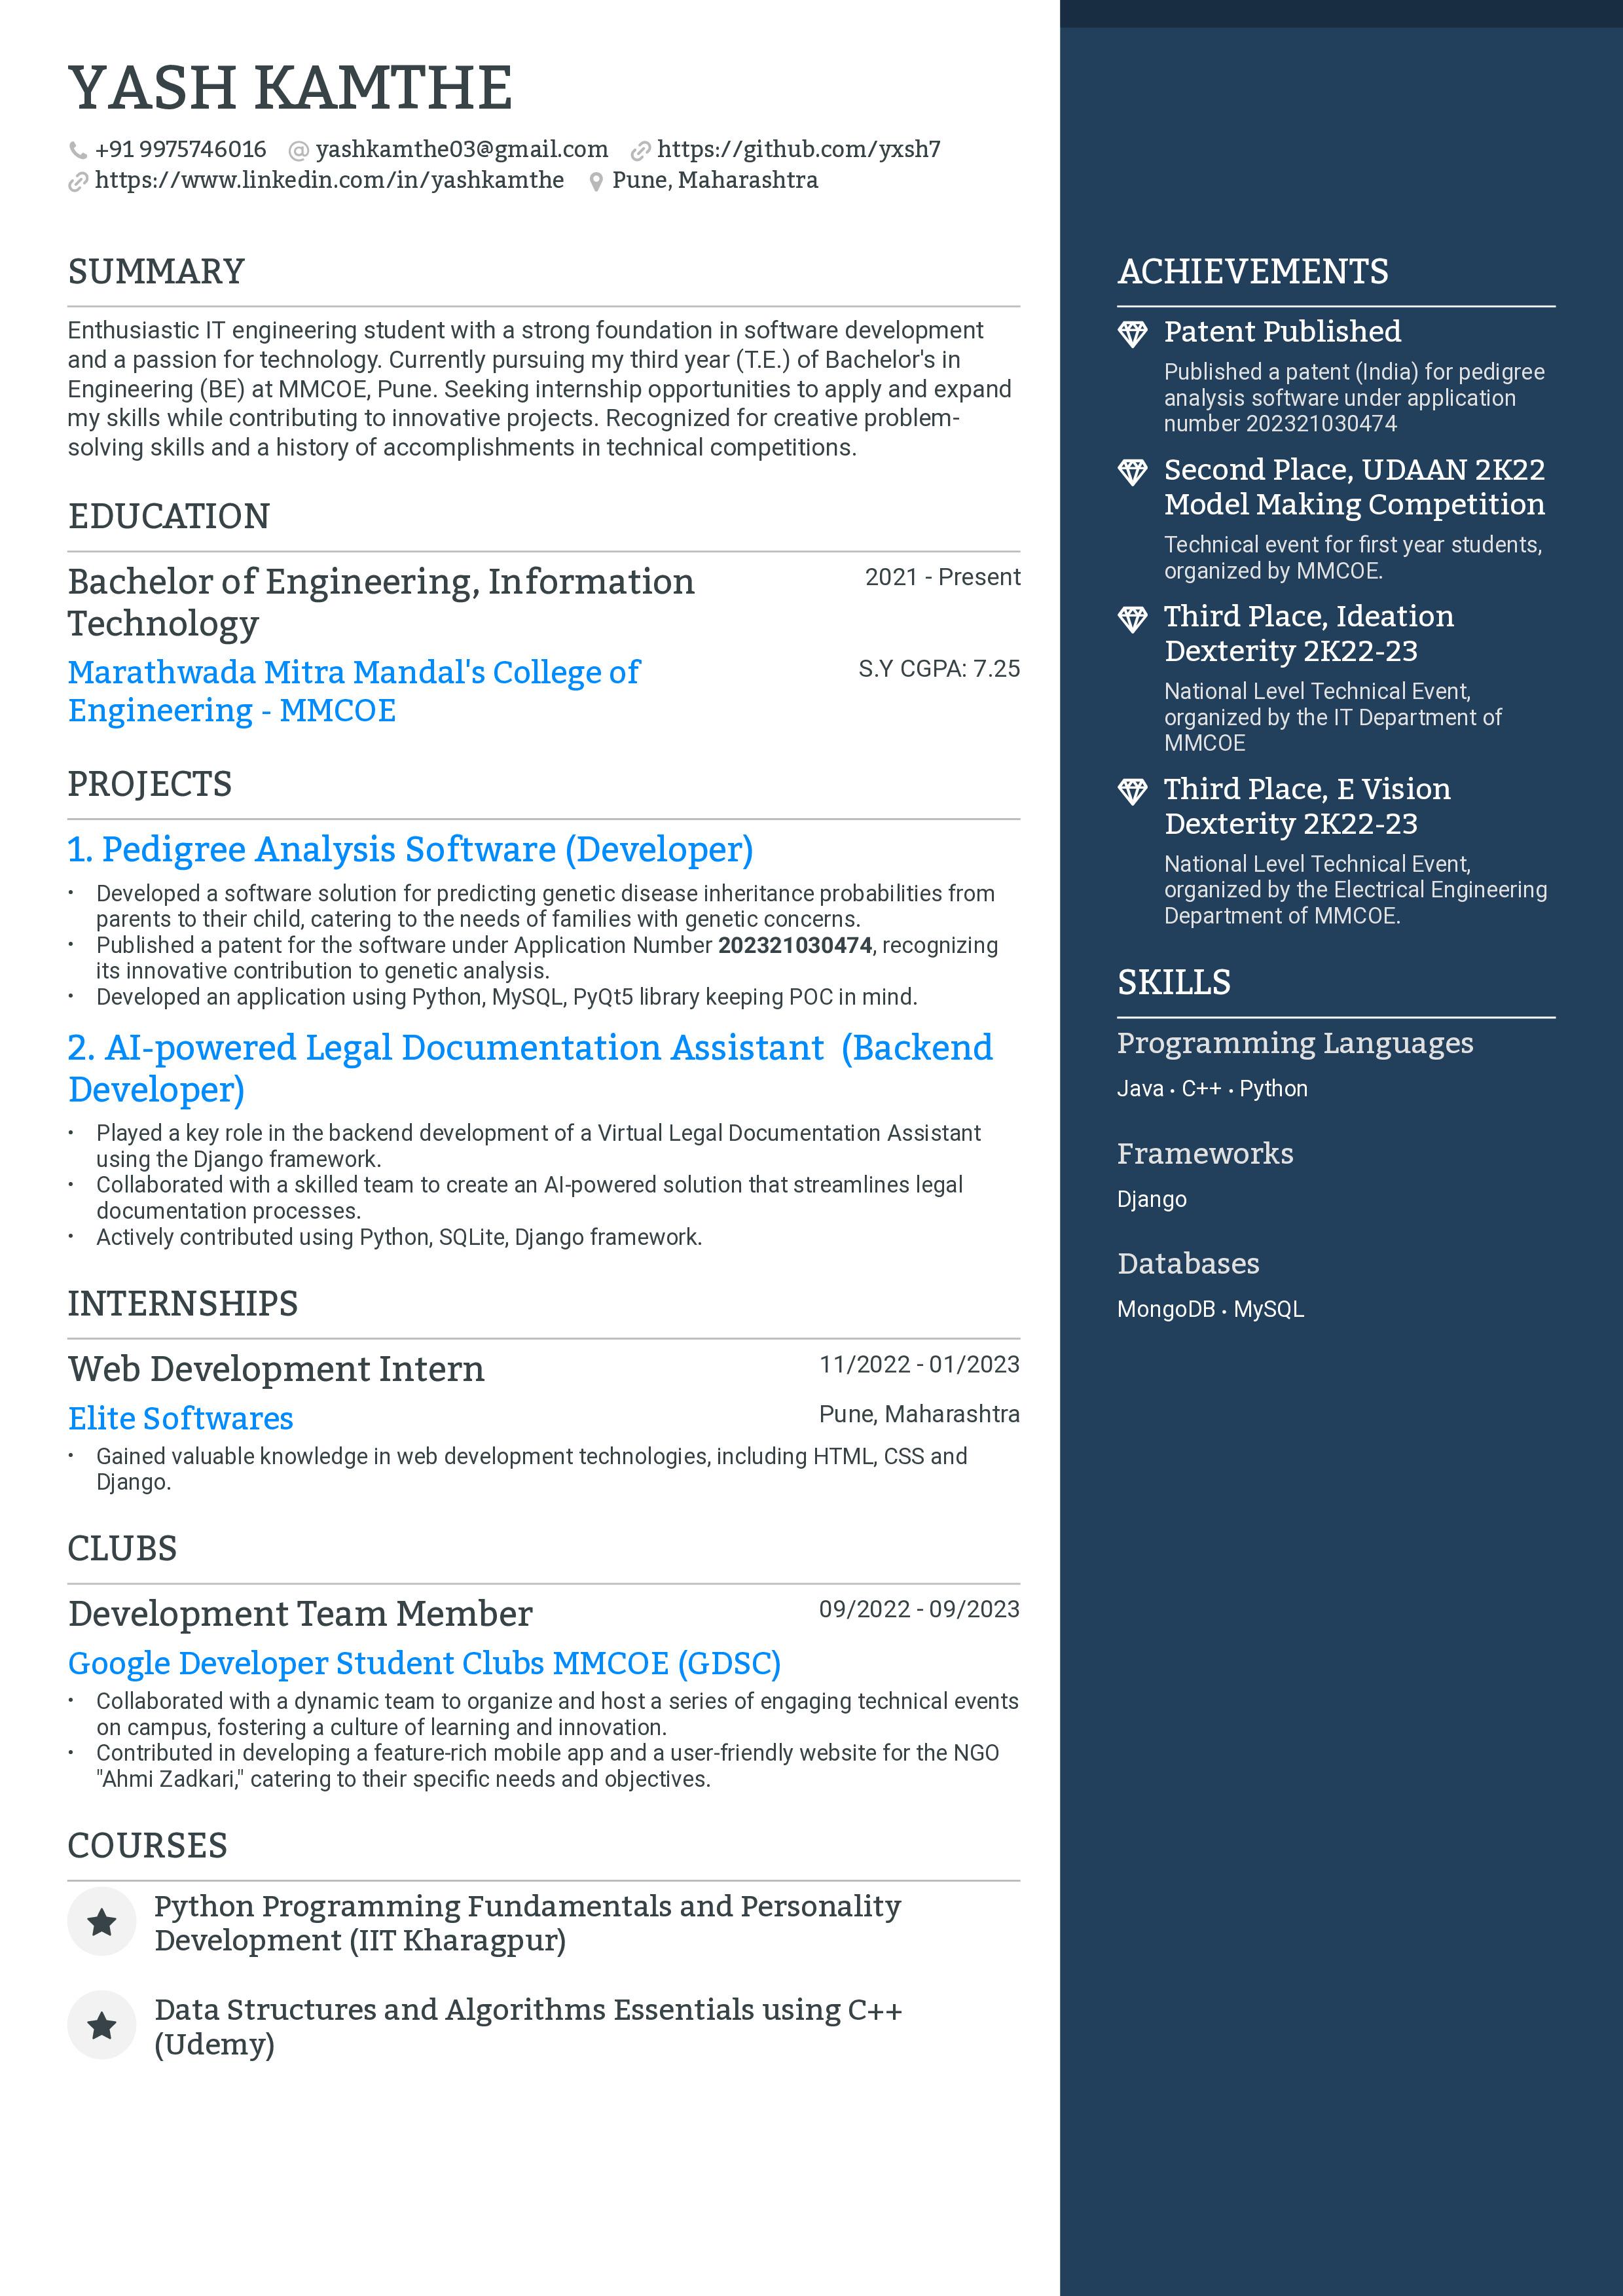 YASH KAMTHE
+91 9975746016 @ yashkamthe03@gmail.com https://github.com/yxsh7
https://www.linkedin.com/in/yashkamthe Pune, Maharashtra
SUMMARY
Enthusiastic IT engineering student with a strong foundation in software development
and a passion for technology. Currently pursuing my third year (T.E.) of Bachelor's in
Engineering (BE) at MMCOE, Pune. Seeking internship opportunities to apply and expand
my skills while contributing to innovative projects. Recognized for creative problem-
solving skills and a history of accomplishments in technical competitions.
EDUCATION
Bachelor of Engineering, Information 2021 - Present
Technology
Marathwada Mitra Mandal's College of S.Y CGPA: 7.25
Engineering - MMCOE
PROJECTS
1. Pedigree Analysis Software (Developer)
• Developed a software solution for predicting genetic disease inheritance probabilities from
parents to their child, catering to the needs of families with genetic concerns.
• Published a patent for the software under Application Number 202321030474, recognizing
its innovative contribution to genetic analysis.
• Developed an application using Python, MySQL, PyQt5 library keeping POC in mind.
2. AI-powered Legal Documentation Assistant (Backend
Developer)
• Played a key role in the backend development of a Virtual Legal Documentation Assistant
using the Django framework.
• Collaborated with a skilled team to create an AI-powered solution that streamlines legal
documentation processes.
• Actively contributed using Python, SQLite, Django framework.
INTERNSHIPS
Web Development Intern 11/2022 - 01/2023
Elite Softwares Pune, Maharashtra
• Gained valuable knowledge in web development technologies, including HTML, CSS and
Django.
CLUBS
Development Team Member 09/2022 - 09/2023
Google Developer Student Clubs MMCOE (GDSC)
• Collaborated with a dynamic team to organize and host a series of engaging technical events
on campus, fostering a culture of learning and innovation.
• Contributed in developing a feature-rich mobile app and a user-friendly website for the NGO
"Ahmi Zadkari," catering to their specific needs and objectives.
COURSES
Python Programming Fundamentals and Personality
Development (IIT Kharagpur)
Data Structures and Algorithms Essentials using C++
(Udemy)
ACHIEVEMENTS
Patent Published
Published a patent (India) for pedigree
analysis software under application
number 202321030474
Second Place, UDAAN 2K22
Model Making Competition
Technical event for first year students,
organized by MMCOE.
Third Place, Ideation
Dexterity 2K22-23
National Level Technical Event,
organized by the IT Department of
MMCOE
Third Place, E Vision
Dexterity 2K22-23
National Level Technical Event,
organized by the Electrical Engineering
Department of MMCOE.
SKILLS
Programming Languages
Java • C++ • Python
Frameworks
Django
Databases
MongoDB • MySQL